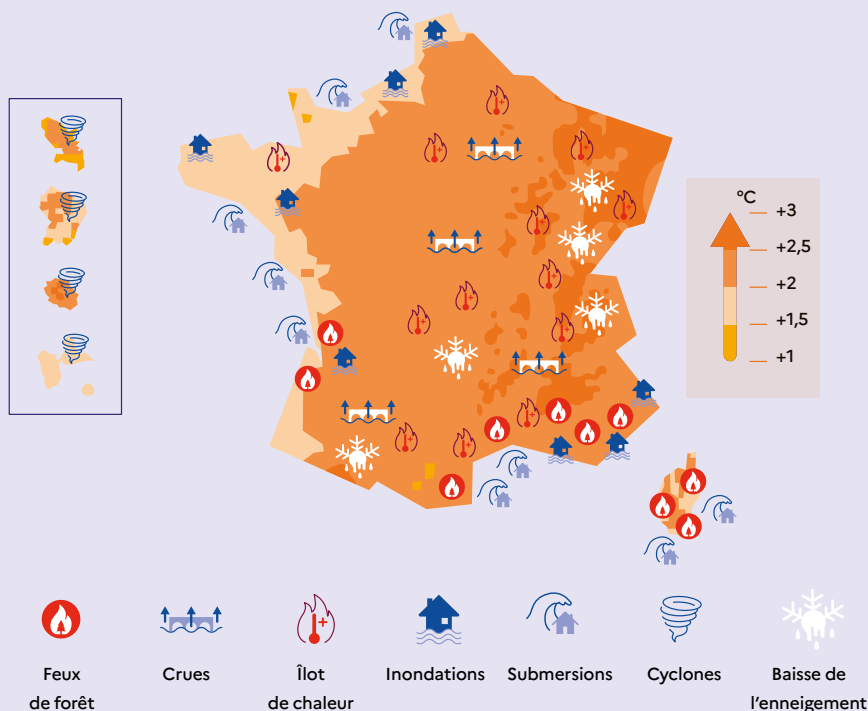 °C
+3
+2,5
+2
+1,5
+1
Feux
de forêt
Crues
Îlot
de chaleur
Inondations
Submersions
Cyclones
Baisse de
l’enneigement